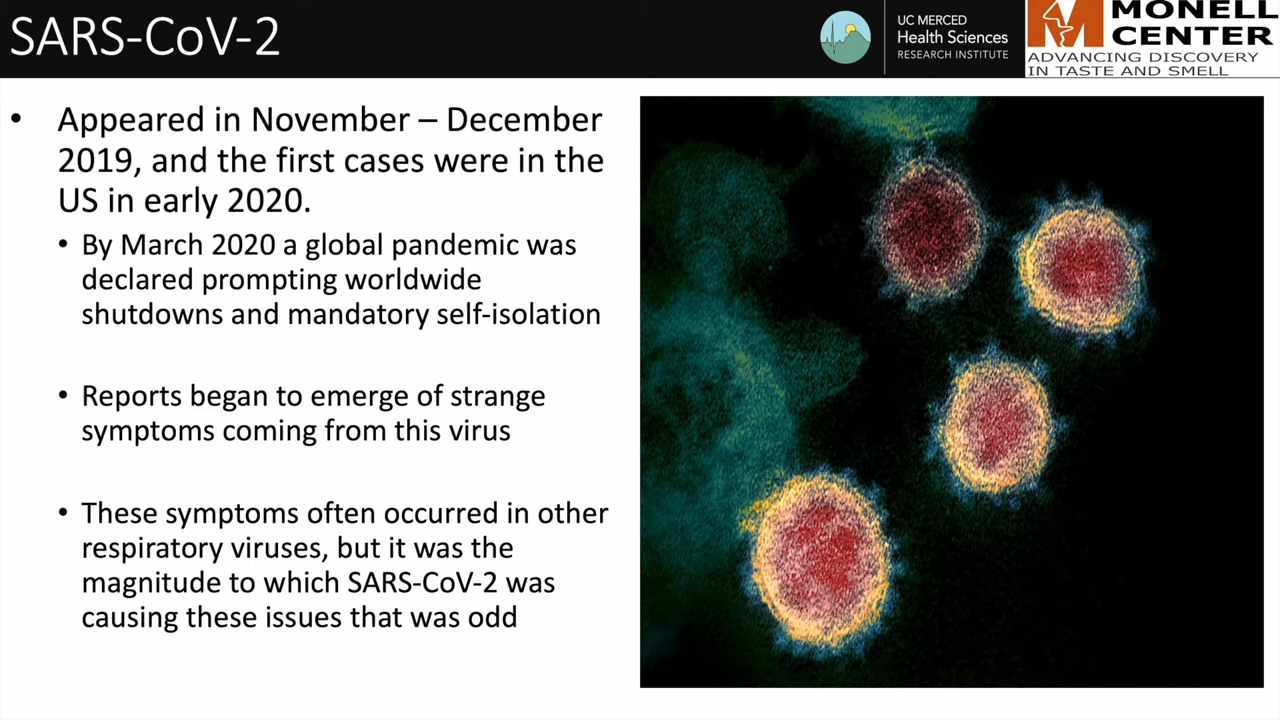 SARS-CoV-2
UC MERCED
Health Sciences
RESEARCH INSTITUTE
MONELL
CENTER
ADVANCING DISCOVERY
IN TASTE AND SMELL
• Appeared in November – December
2019, and the first cases were in the
US in early 2020.
• By March 2020 a global pandemic was
declared prompting worldwide
shutdowns and mandatory self-isolation
• Reports began to emerge of strange
symptoms coming from this virus
• These symptoms often occurred in other
respiratory viruses, but it was the
magnitude to which SARS-CoV-2 was
causing these issues that was odd